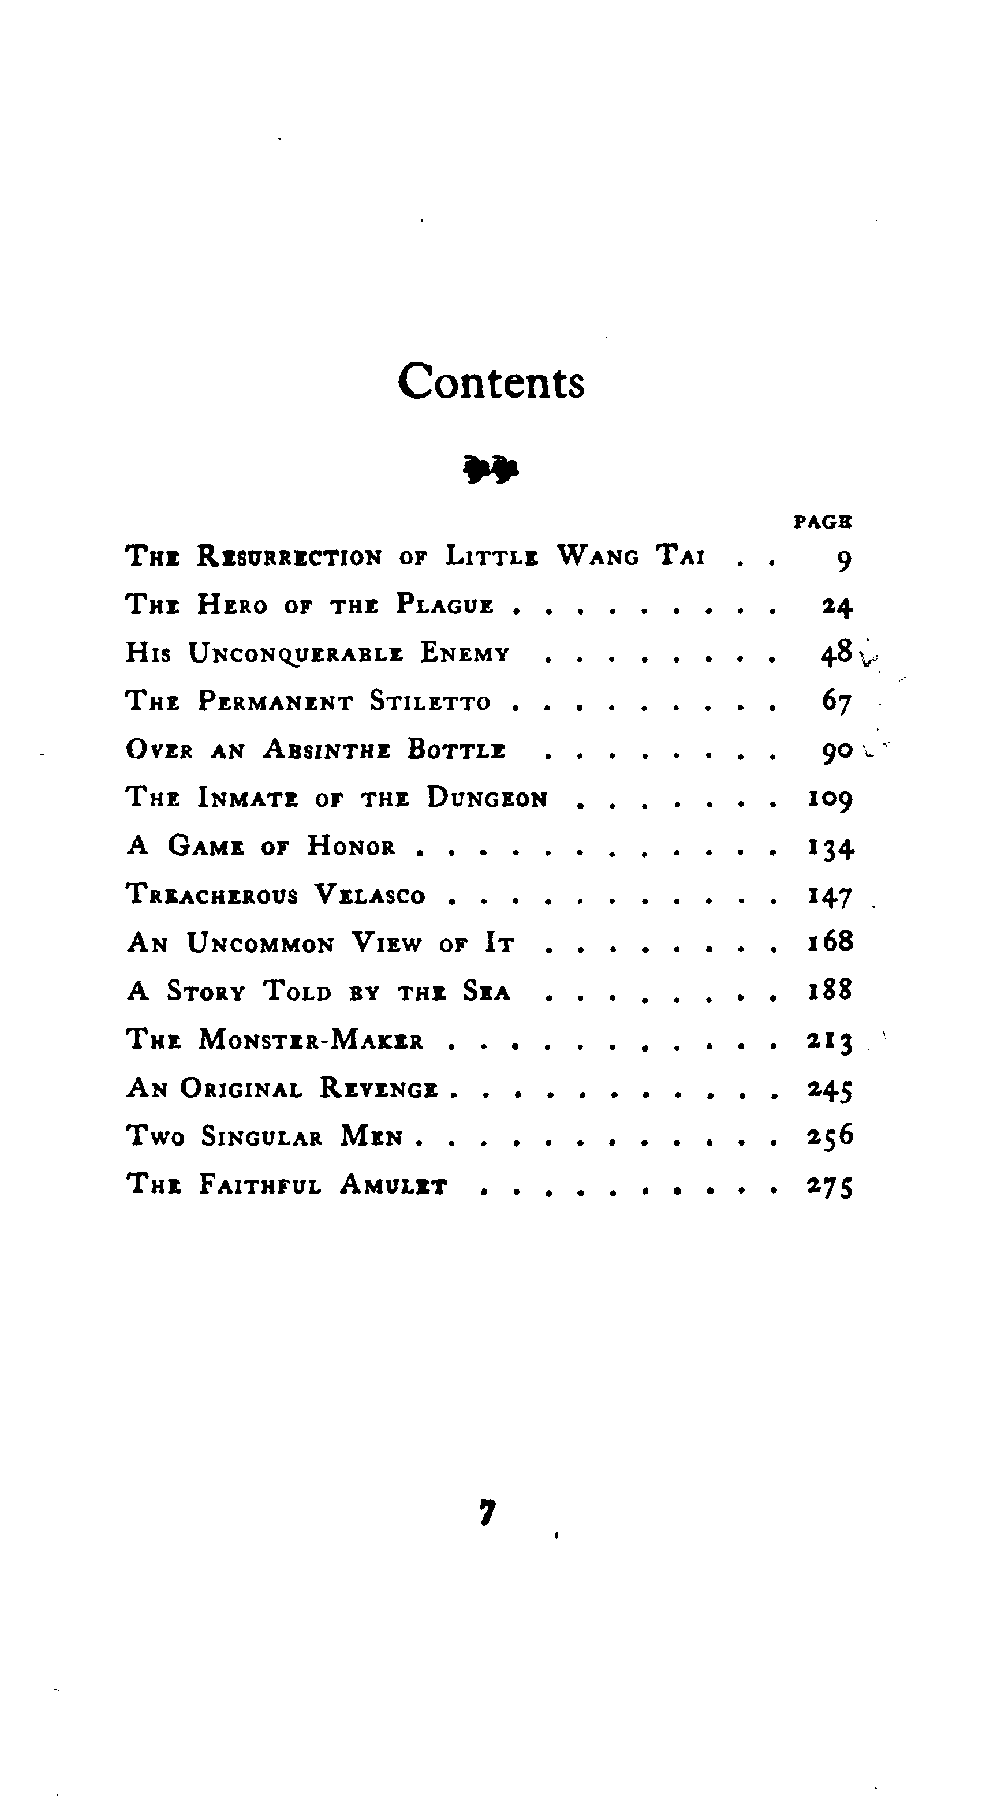 Contents
PAGE
The Resurrection of Little Wang Tai . . 9
The Hero of the Plague . . . . . . . . . 24
His Unconquerable Enemy . . . . . . . . 48
The Permanent Stiletto . . . . . . . . . 67
Over an Absinthe Bottle . . . . . . . . 90
The Inmate of the Dungeon . . . . . . . 109
A Game of Honor . . . . . . . . . . . . 134
Treacherous Velasco . . . . . . . . . . . 147
An Uncommon View of It . . . . . . . . 168
A Story Told by the Sea . . . . . . . . 188
The Monster-Maker . . . . . . . . . . . 213
An Original Revenge . . . . . . . . . . . 245
Two Singular Men . . . . . . . . . . . . 256
The Faithful Amulet . . . . . . . . . . 275
7